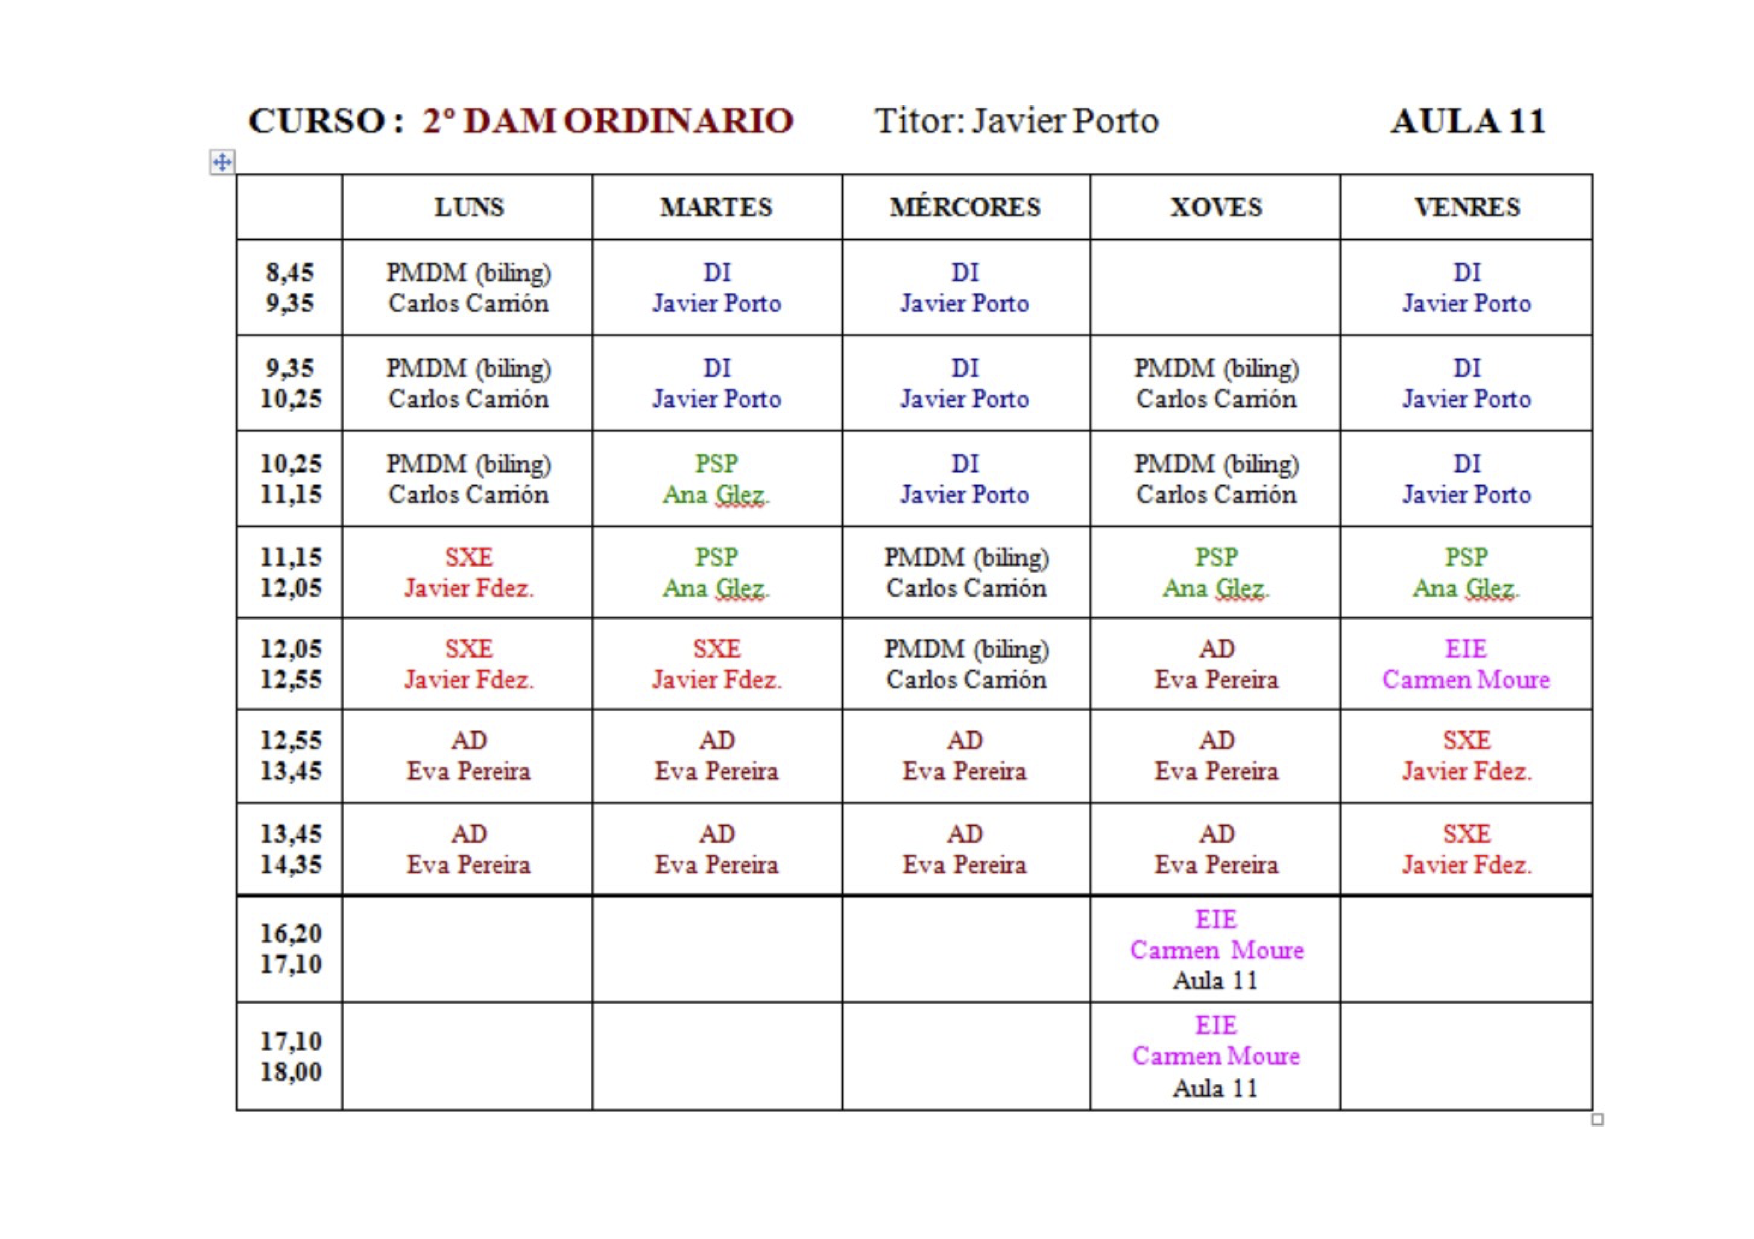 CURSO : 2º DAM ORDINARIO Titor: Javier Porto AULA 11
LUNS MARTES MÉRCORES XOVES VENRES
8,45 PMDM (biling) DI DI DI
9,35 Carlos Carrión Javier Porto Javier Porto Javier Porto
9,35 PMDM (biling) DI DI PMDM (biling) DI
10,25 Carlos Carrión Javier Porto Javier Porto Carlos Carrión Javier Porto
10,25 PMDM (biling) PSP DI PMDM (biling) DI
11,15 Carlos Carrión Ana Glez. Javier Porto Carlos Carrión Javier Porto
11,15 SXE PSP PMDM (biling) PSP PSP
12,05 Javier Fdez. Ana Glez. Carlos Carrión Ana Glez. Ana Glez.
12,05 SXE SXE PMDM (biling) AD EIE
12,55 Javier Fdez. Javier Fdez. Carlos Carrión Eva Pereira Carmen Moure
12,55 AD AD AD AD SXE
13,45 Eva Pereira Eva Pereira Eva Pereira Eva Pereira Javier Fdez.
13,45 AD AD AD AD SXE
14,35 Eva Pereira Eva Pereira Eva Pereira Eva Pereira Javier Fdez.
16,20 EIE
17,10 Carmen Moure
Aula 11
17,10 EIE
18,00 Carmen Moure
Aula 11